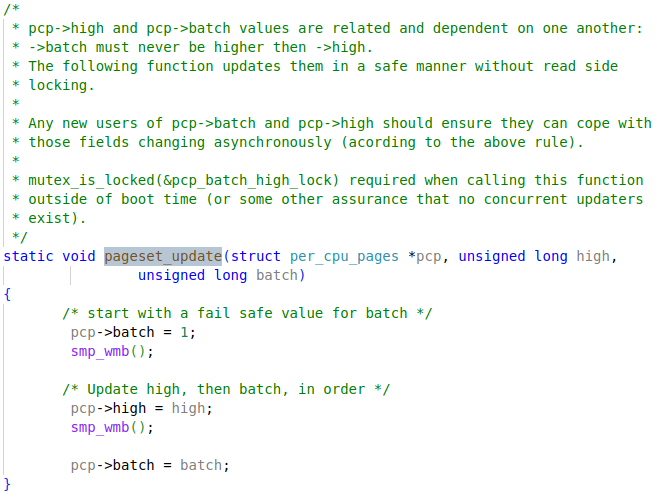 /*
 * pcp->high and pcp->batch values are related and dependent on one another:
 * ->batch must never be higher then ->high.
 * The following function updates them in a safe manner without read side
 * locking.
 *
 * Any new users of pcp->batch and pcp->high should ensure they can cope with
 * those fields changing asynchronously (acording to the above rule).
 *
 * mutex_is_locked(&pcp_batch_high_lock) required when calling this function
 * outside of boot time (or some other assurance that no concurrent updaters
 * exist).
 */
static void pageset_update(struct per_cpu_pages *pcp, unsigned long high,
                unsigned long batch)
{
        /* start with a fail safe value for batch */
        pcp->batch = 1;
        smp_wmb();

        /* Update high, then batch, in order */
        pcp->high = high;
        smp_wmb();

        pcp->batch = batch;
}